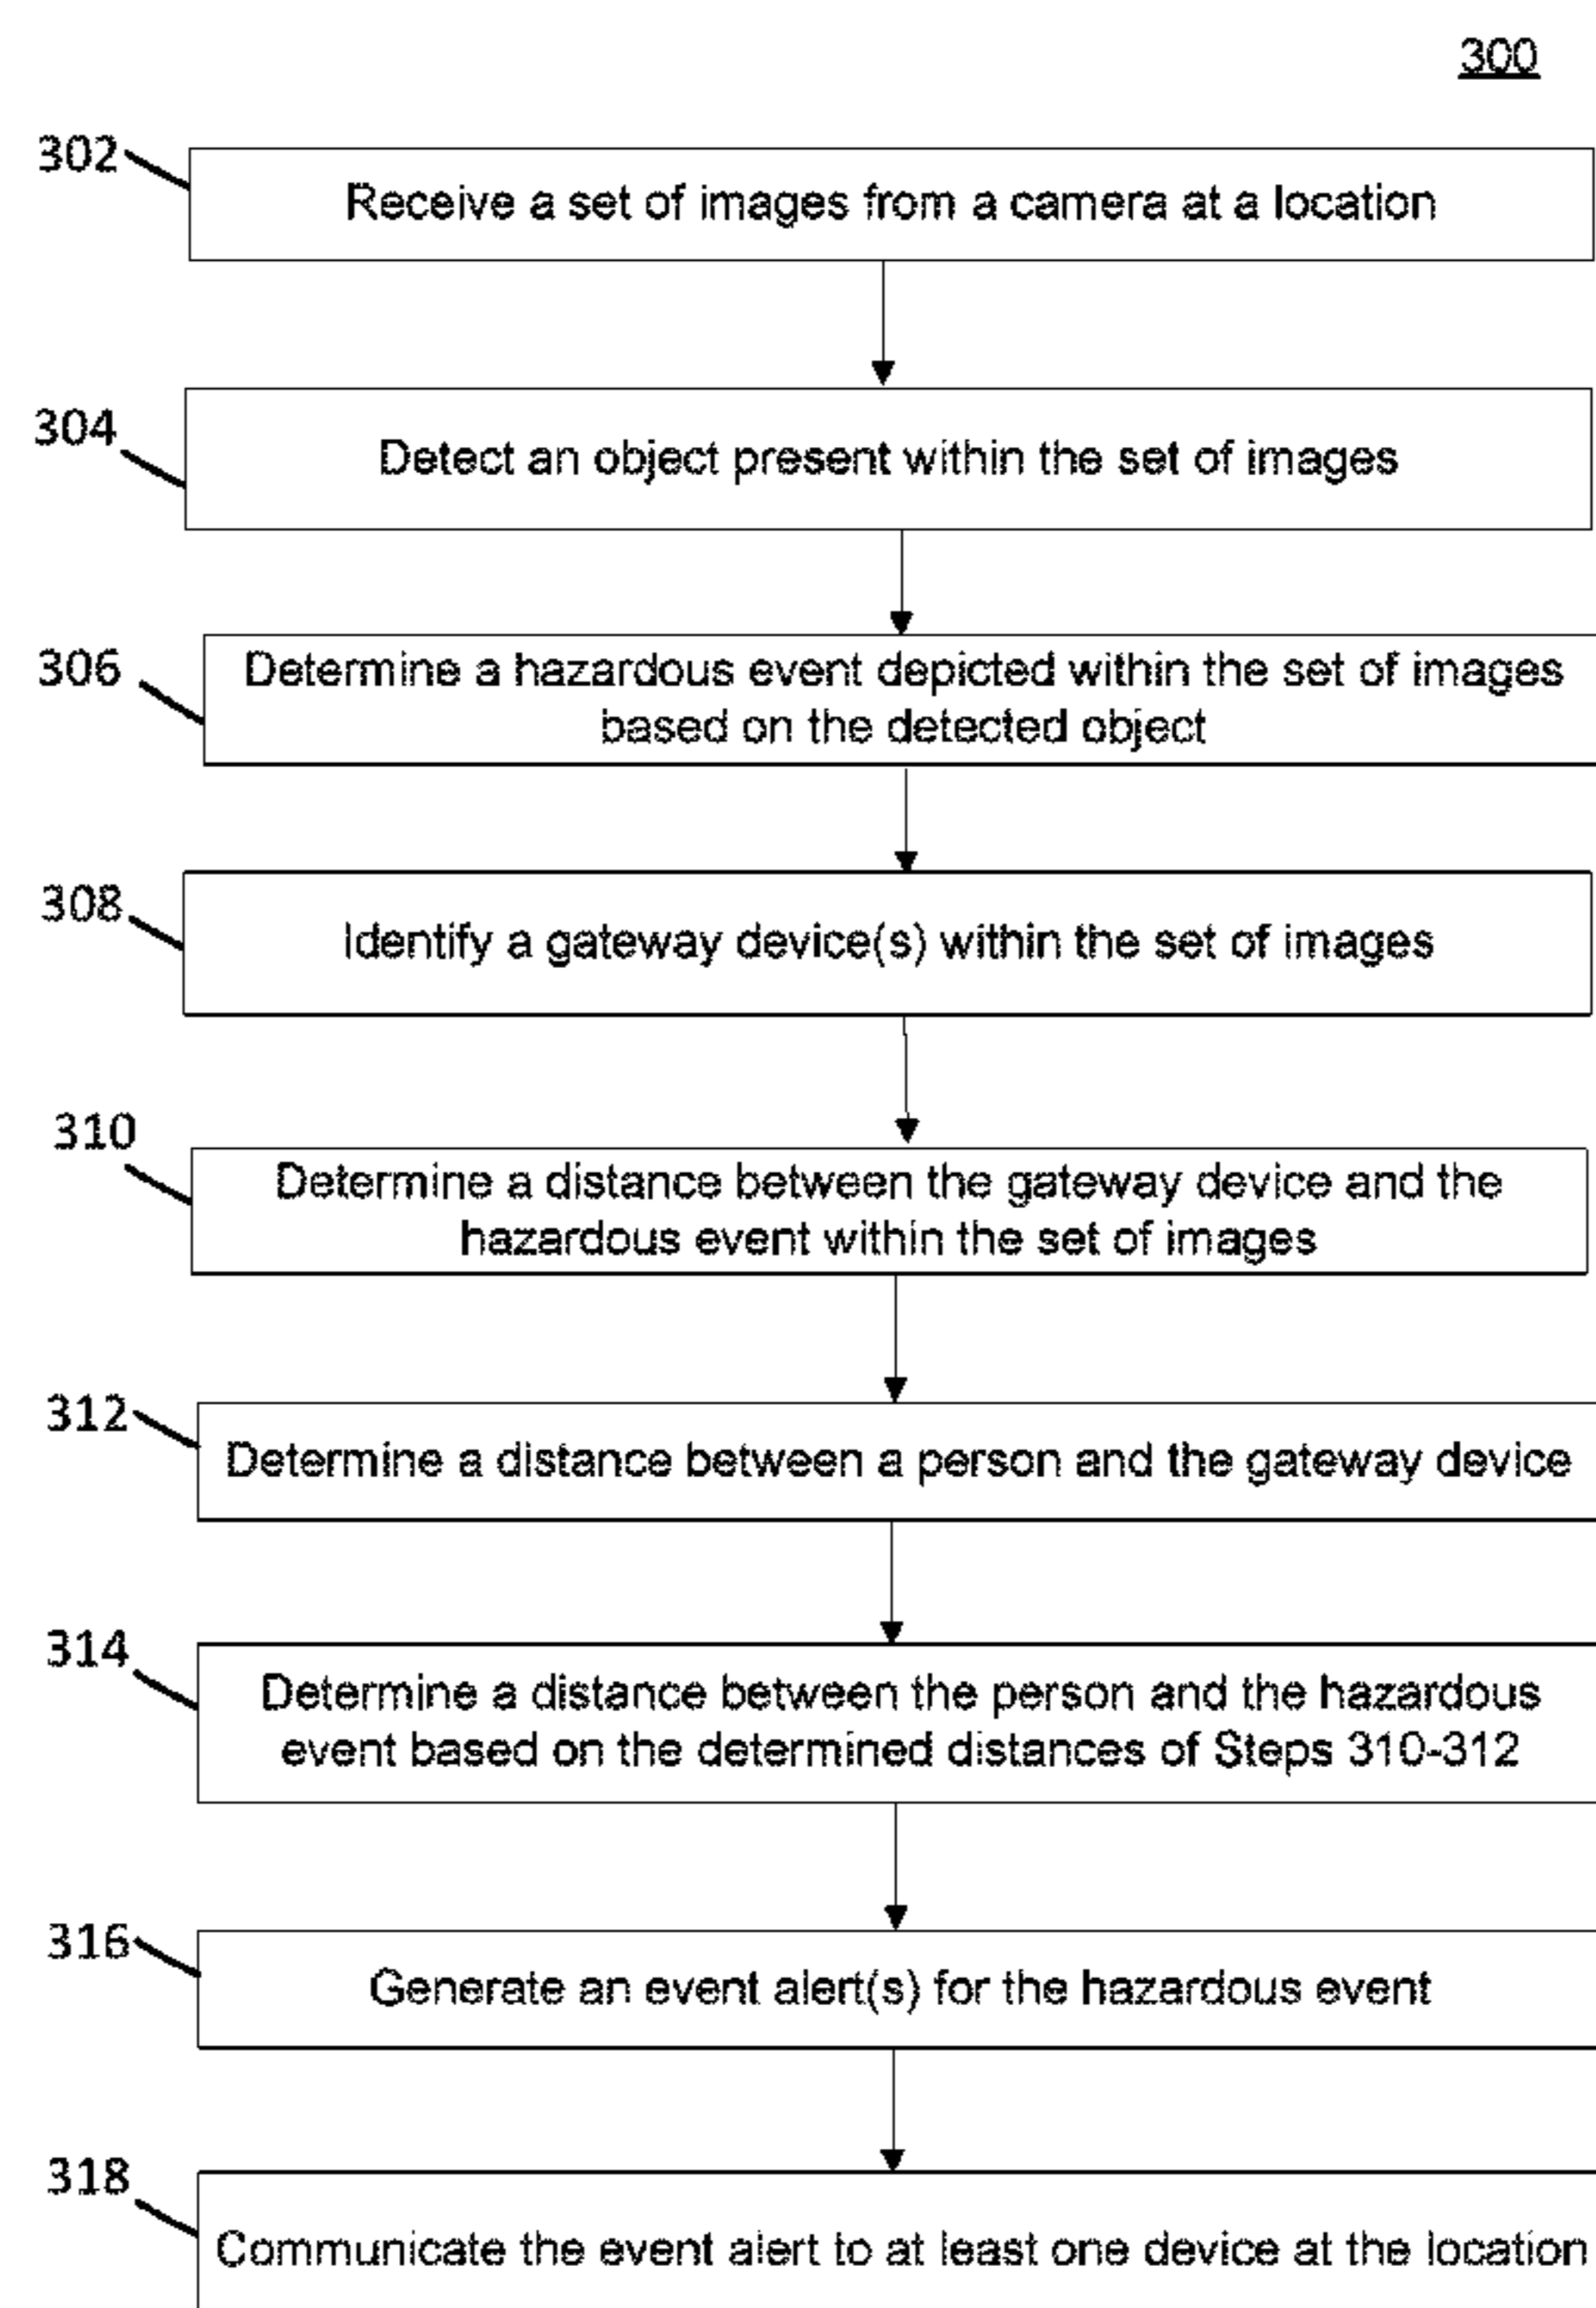 300
302
Receive a set of images from a camera at a location
304
Detect an object present within the set of images
306
Determine a hazardous event depicted within the set of images
based on the detected object
308
Identify a gateway device(s) within the set of images
310
Determine a distance between the gateway device and the
hazardous event within the set of images
312
Determine a distance between a person and the gateway device
314
Determine a distance between the person and the hazardous
event based on the determined distances of Steps 310-312
316
Generate an event alert(s) for the hazardous event
318
Communicate the event alert to at least one device at the location